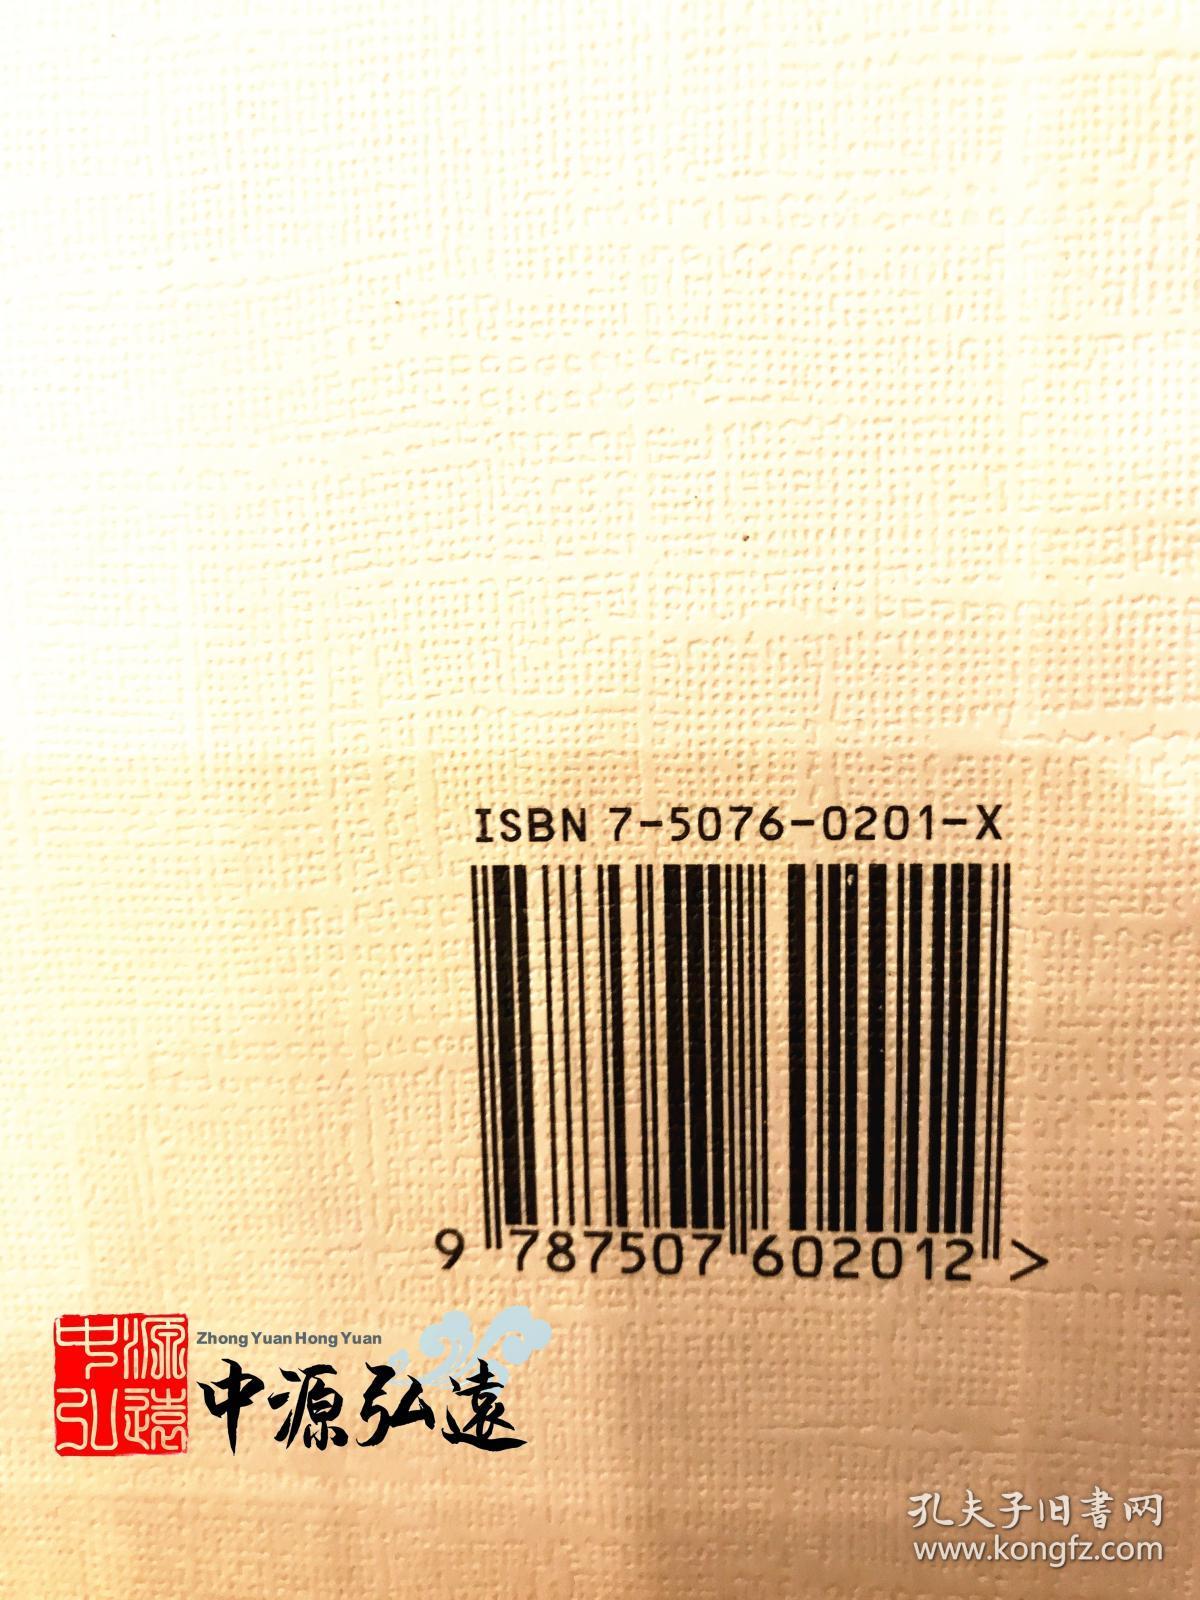 ISBN 7-5076-0201-X
9 787507 602012 >
中源弘遠
Zhong Yuan Hong Yuan
中源弘遠
孔夫子旧書网
www.kongfz.com